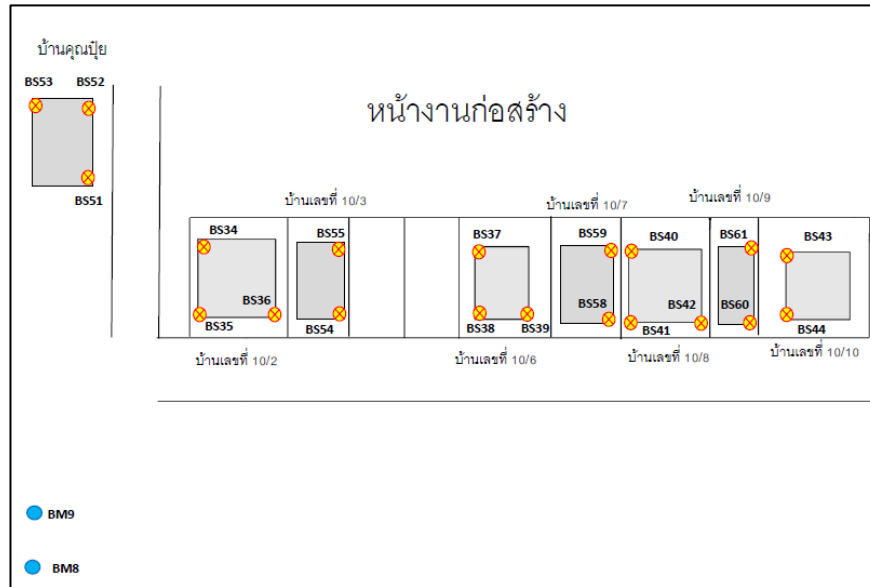 บ้านคุณปุ๋ย
BS53 BS52
หน้างานก่อสร้าง
BS51
บ้านเลขที่ 10/3
บ้านเลขที่ 10/7
บ้านเลขที่ 10/9
BS34 BS55 BS37 BS59 BS40 BS61 BS43
BS36 BS58 BS42 BS60
BS35 BS54 BS38 BS39 BS41 BS44
บ้านเลขที่ 10/2
บ้านเลขที่ 10/6
บ้านเลขที่ 10/8
บ้านเลขที่ 10/10
BM9
BM8